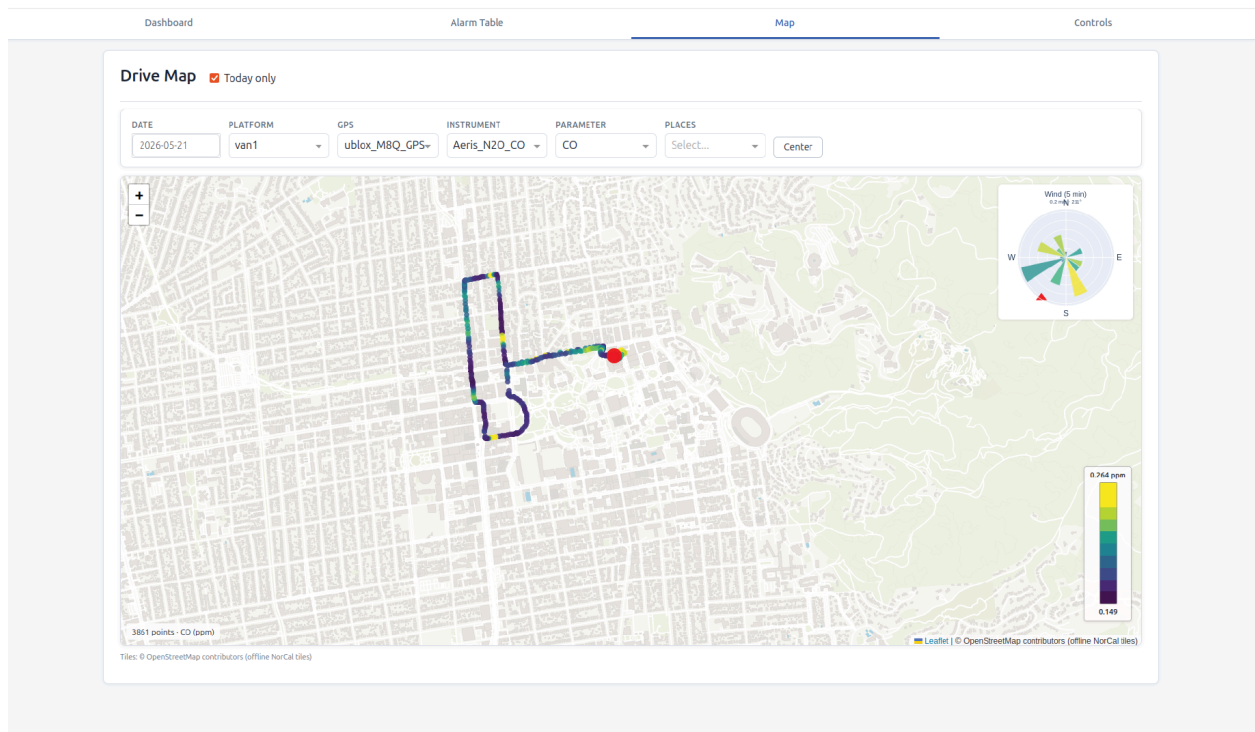 Dashboard
Alarm Table
Map
Controls
Drive Map
Today only
DATE
PLATFORM
GPS
INSTRUMENT
PARAMETER
PLACES
2026-05-21
van1
ublox_M8Q_GPS
Aeris_N2O_CO
CO
Select...
Center
+
−
Wind (5 min)
N
W
E
S
0.264 ppm
0.149
3861 points · CO (ppm)
Leaflet | © OpenStreetMap contributors (offline NorCal tiles)
Tiles: © OpenStreetMap contributors (offline NorCal tiles)